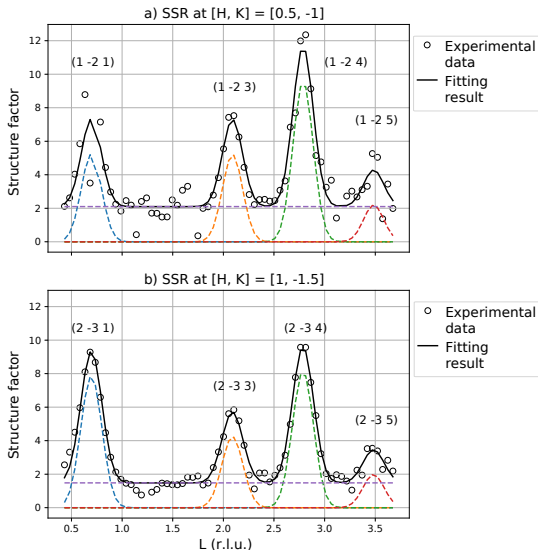 a) SSR at [H, K] = [0.5, -1]
12
10
8
6
4
2
0
Structure factor
(1 -2 1)
(1 -2 3)
(1 -2 4)
(1 -2 5)
Experimental
data
Fitting
result
b) SSR at [H, K] = [1, -1.5]
12
10
8
6
4
2
0
Structure factor
(2 -3 1)
(2 -3 3)
(2 -3 4)
(2 -3 5)
Experimental
data
Fitting
result
0.5 1.0 1.5 2.0 2.5 3.0 3.5
L (r.l.u.)